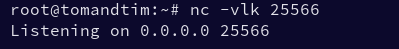 root@tomandtim:~# nc -vlk 25566
Listening on 0.0.0.0 25566